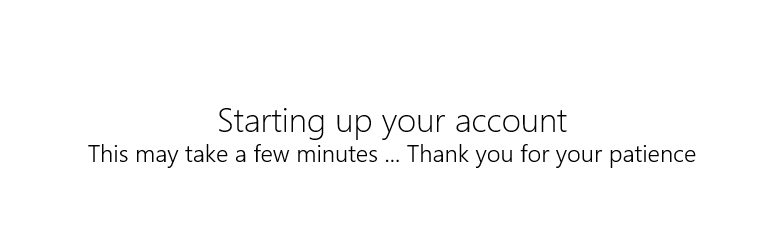 Starting up your account
This may take a few minutes ... Thank you for your patience